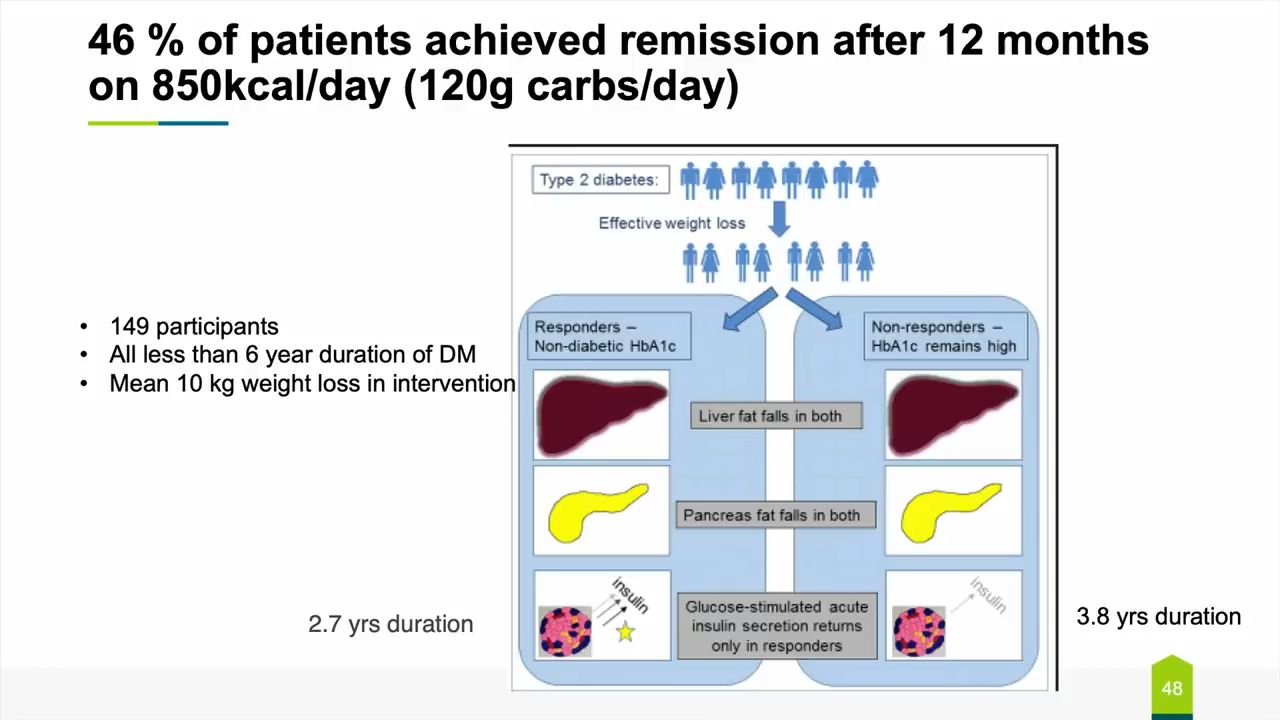 46 % of patients achieved remission after 12 months
on 850kcal/day (120g carbs/day)
Type 2 diabetes:
Effective weight loss
• 149 participants
• All less than 6 year duration of DM
• Mean 10 kg weight loss in intervention
Responders –
Non-diabetic HbA1c
Non-responders –
HbA1c remains high
Liver fat falls in both
Pancreas fat falls in both
insulin
Glucose-stimulated acute
insulin secretion returns
only in responders
insulin
2.7 yrs duration
3.8 yrs duration
48